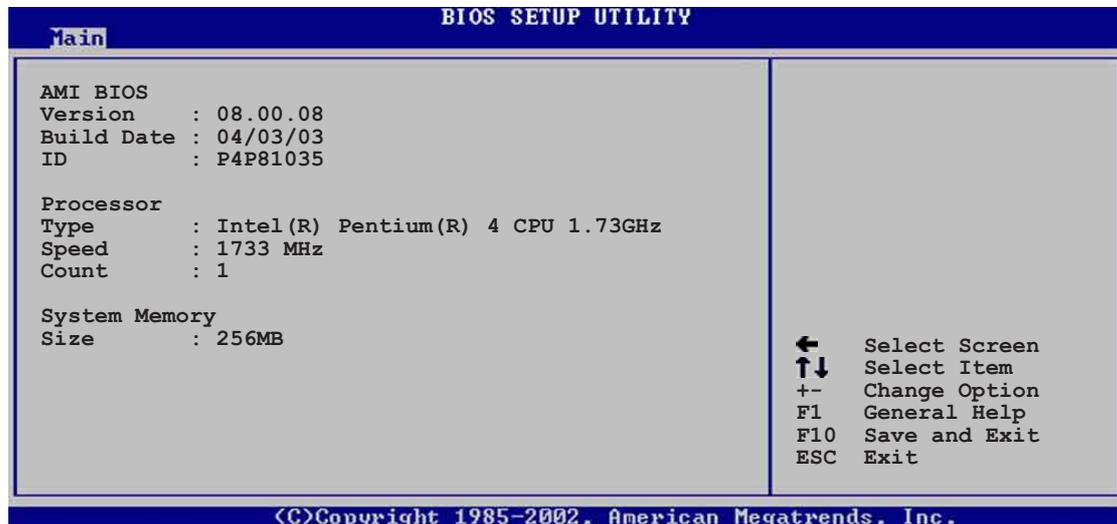 BIOS SETUP UTILITY
Main
AMI BIOS
Version : 08.00.08
Build Date : 04/03/03
ID : P4P81035
Processor
Type : Intel(R) Pentium(R) 4 CPU 1.73GHz
Speed : 1733 MHz
Count : 1
System Memory
Size : 256MB
← Select Screen
↑↓ Select Item
+- Change Option
F1 General Help
F10 Save and Exit
ESC Exit
(C)Copyright 1985-2002, American Megatrends, Inc.